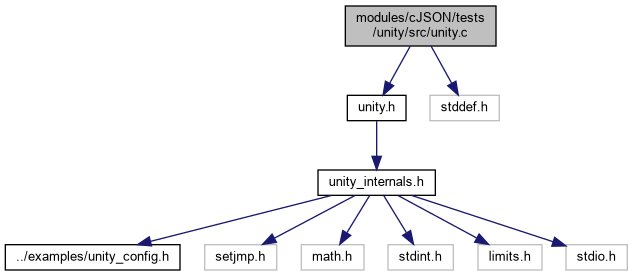 modules/cJSON/tests
/unity/src/unity.c
unity.h
stddef.h
unity_internals.h
../examples/unity_config.h
setjmp.h
math.h
stdint.h
limits.h
stdio.h